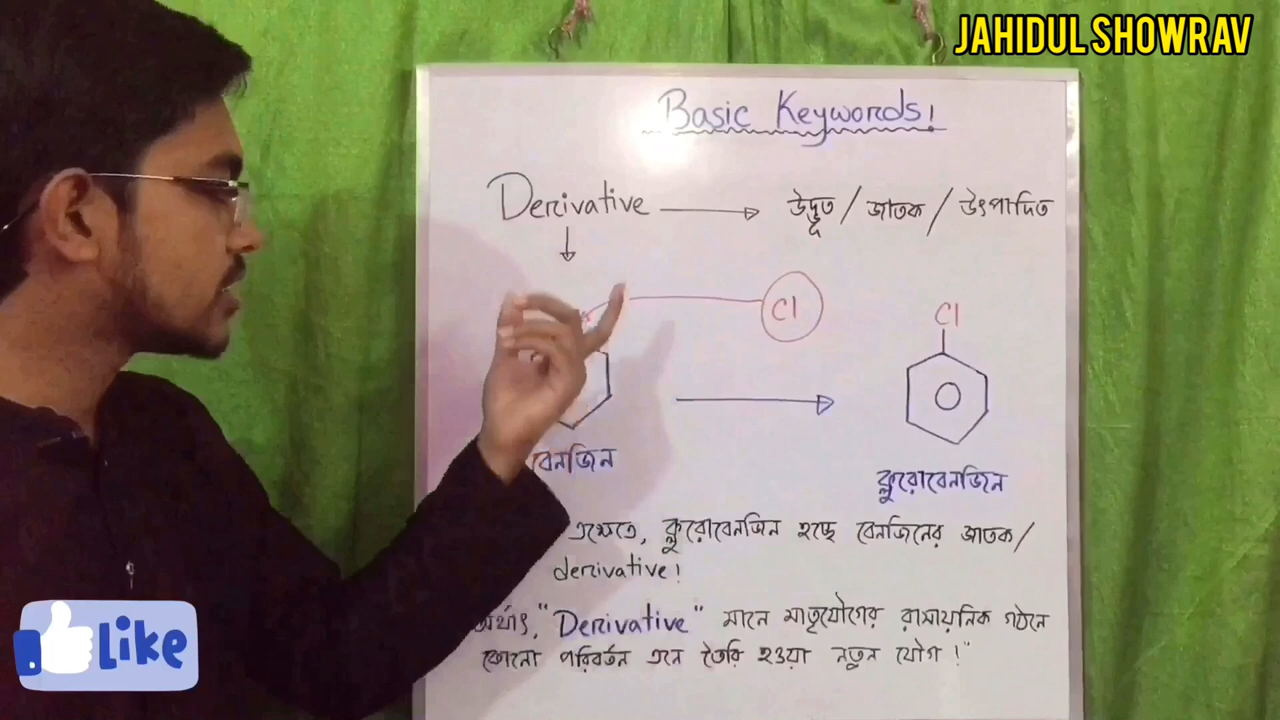 JAHIDUL SHOWRAV
Basic Keywords!
Derivative → উদ্ভূত / জাতক / উৎপাদিত
Cl
Cl
বেনজিন
ক্লুরোবেনজিন
এখেতে, ক্লুরোবেনজিন হচ্ছে বেনজিনের জাতক/
derivative!
অর্থাৎ, "Derivative" মানে মাতৃযৌগের রাসায়নিক গঠনে
কোনো পরিবর্তন এনে তৈরি হওয়া নতুন যৌগ!"
Like